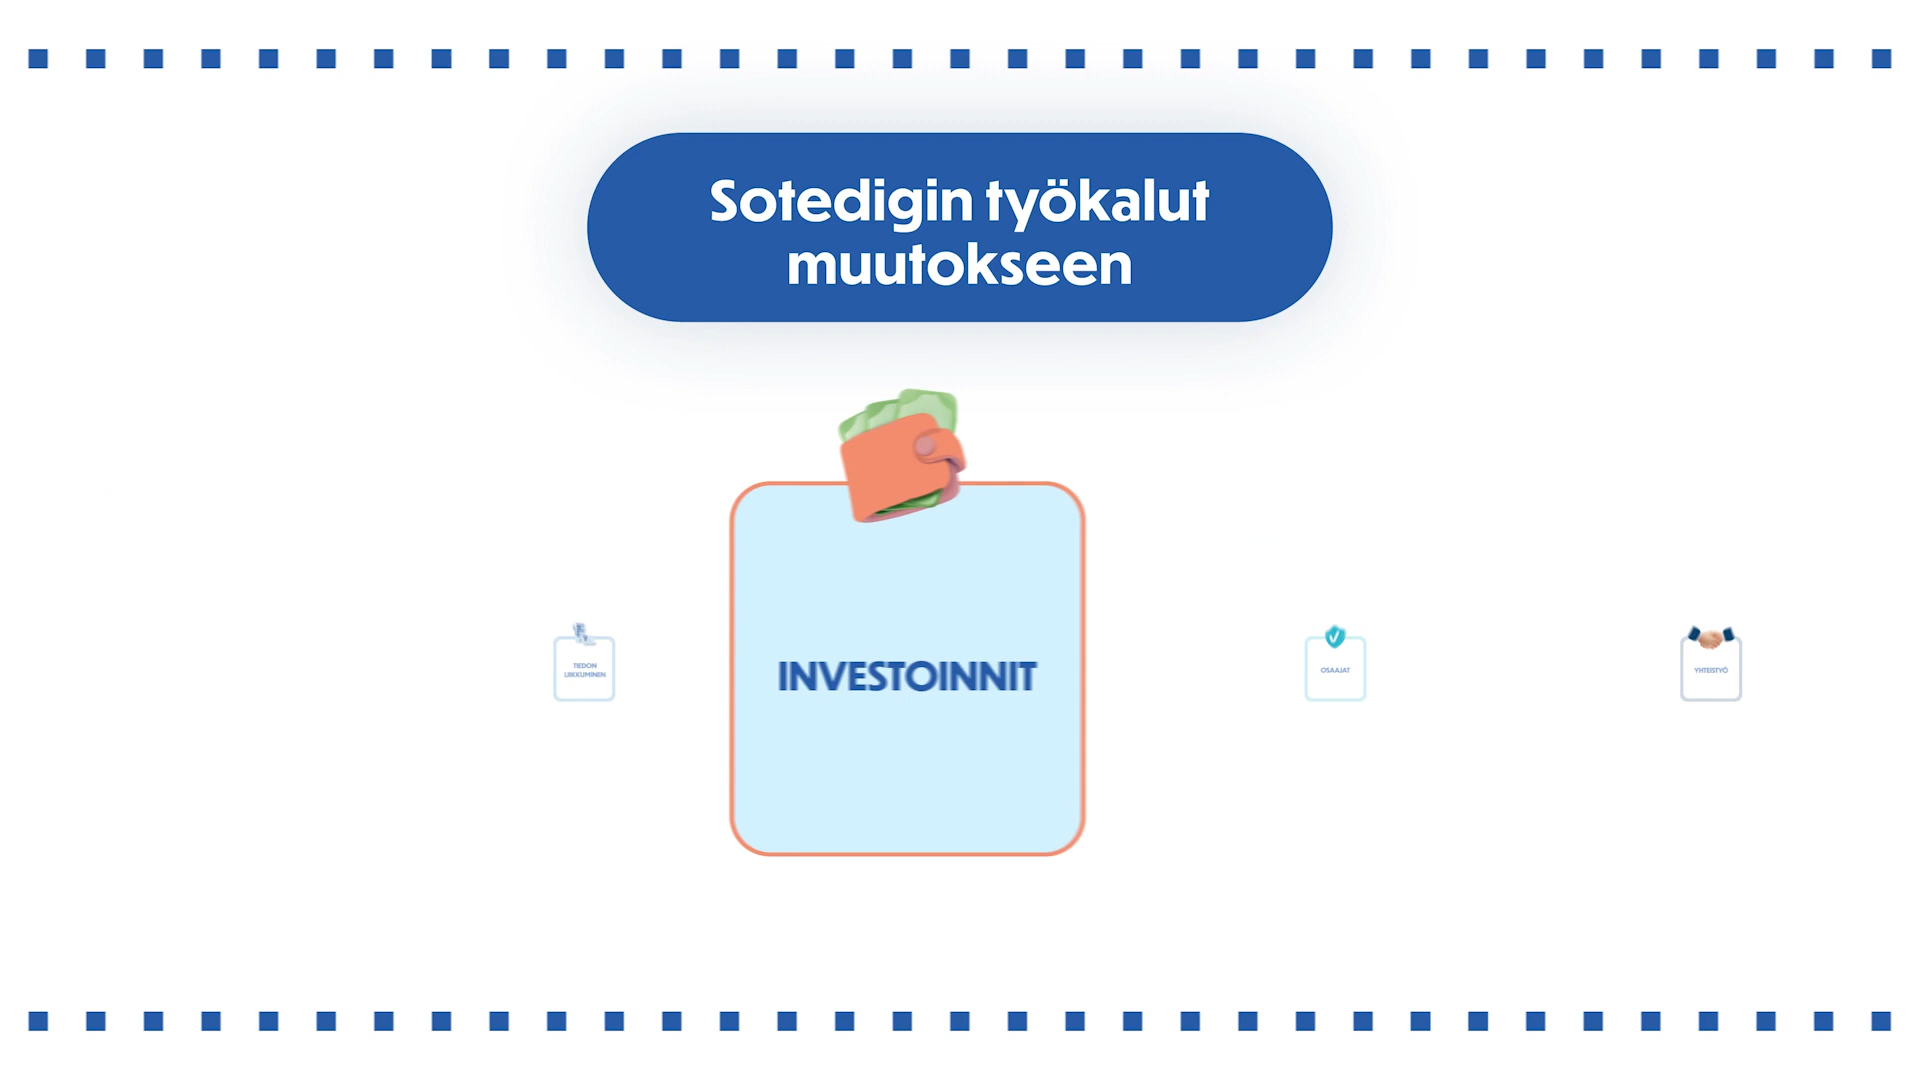 Sotedigin työkalut
muutokseen
INVESTOINNIT
TIEDON
LIIKKUMINEN
OSAAJAT
YHTEISTYÖ